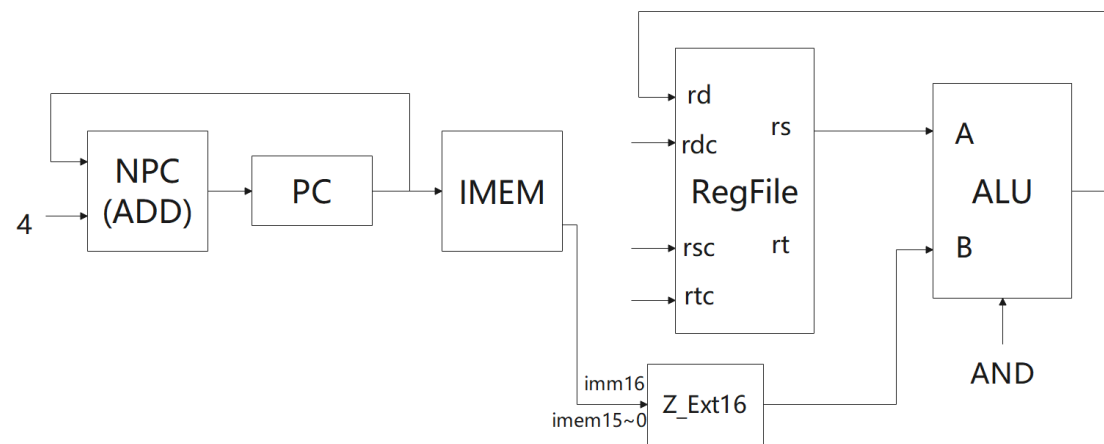 NPC
(ADD)
4
PC
IMEM
rd
rdc
rs
RegFile
rsc
rt
rtc
A
ALU
B
AND
imm16
imem15~0
Z_Ext16